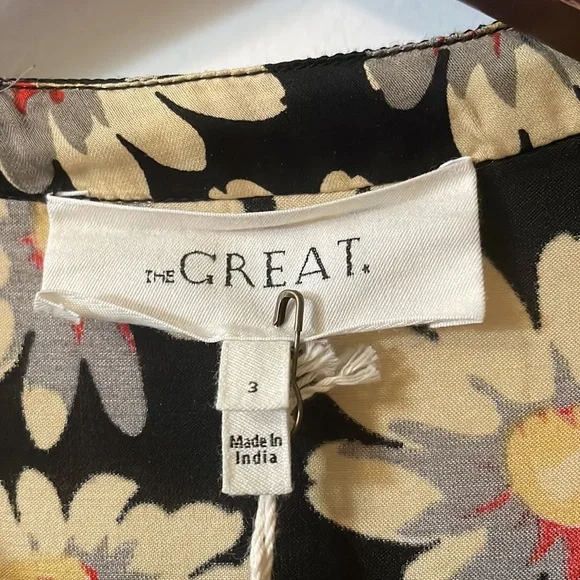 THE GREAT.
3
Made In
India